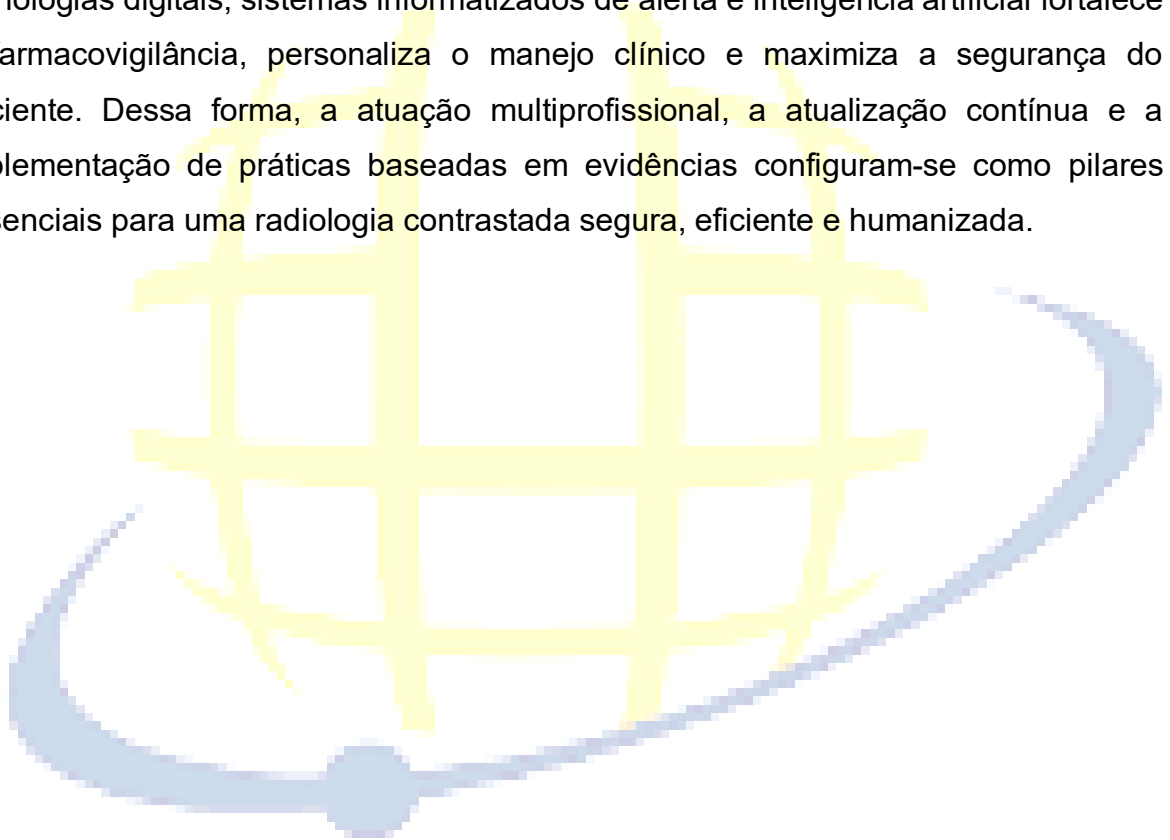 nologias digitais, sistemas informatizados de alerta e inteligência artificial fortalece
farmacovigilância, personaliza o manejo clínico e maximiza a segurança do
ciente. Dessa forma, a atuação multiprofissional, a atualização contínua e a
plementação de práticas baseadas em evidências configuram-se como pilares
senciais para uma radiologia contrastada segura, eficiente e humanizada.